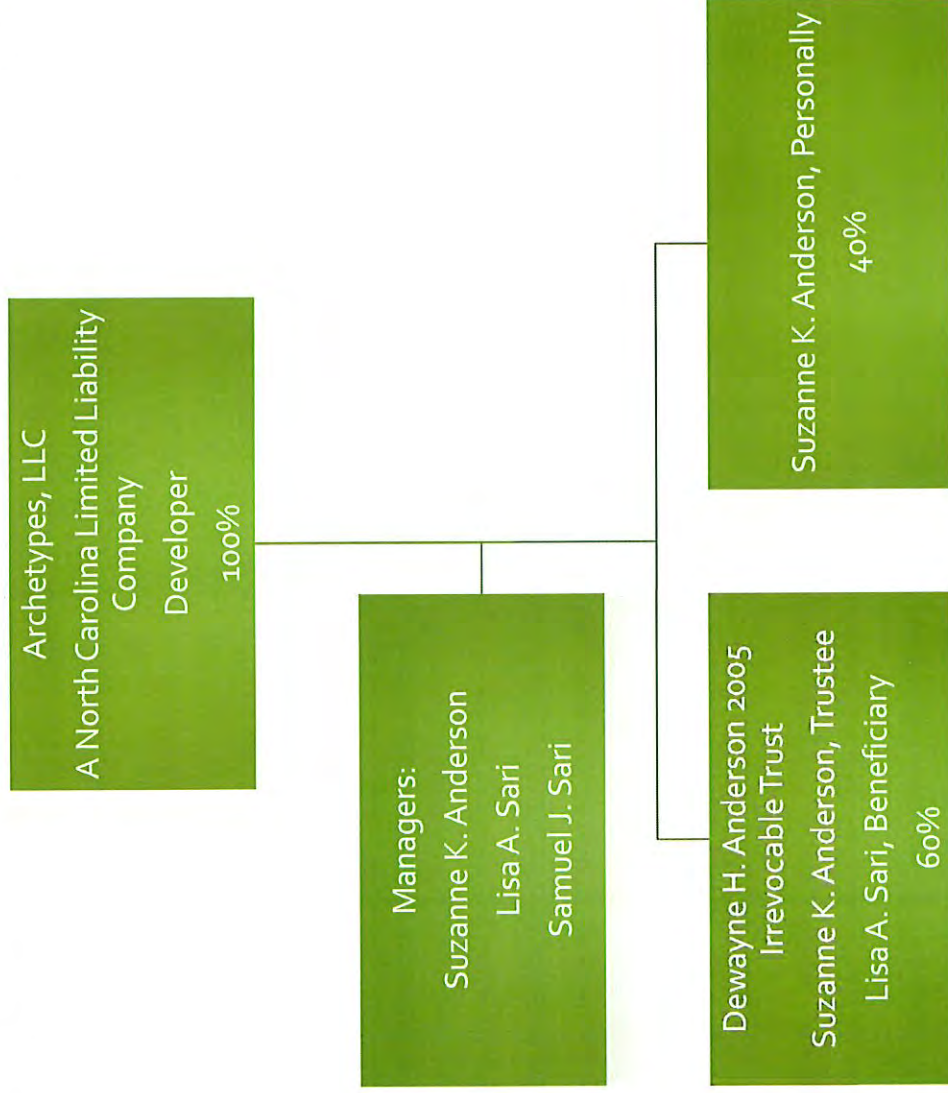 Archetypes, LLC
A North Carolina Limited Liability
Company
Developer
100%
Managers:
Suzanne K. Anderson
Lisa A. Sari
Samuel J. Sari
Dewayne H. Anderson 2005
Irrevocable Trust
Suzanne K. Anderson, Trustee
Lisa A. Sari, Beneficiary
60%
Suzanne K. Anderson, Personally
40%